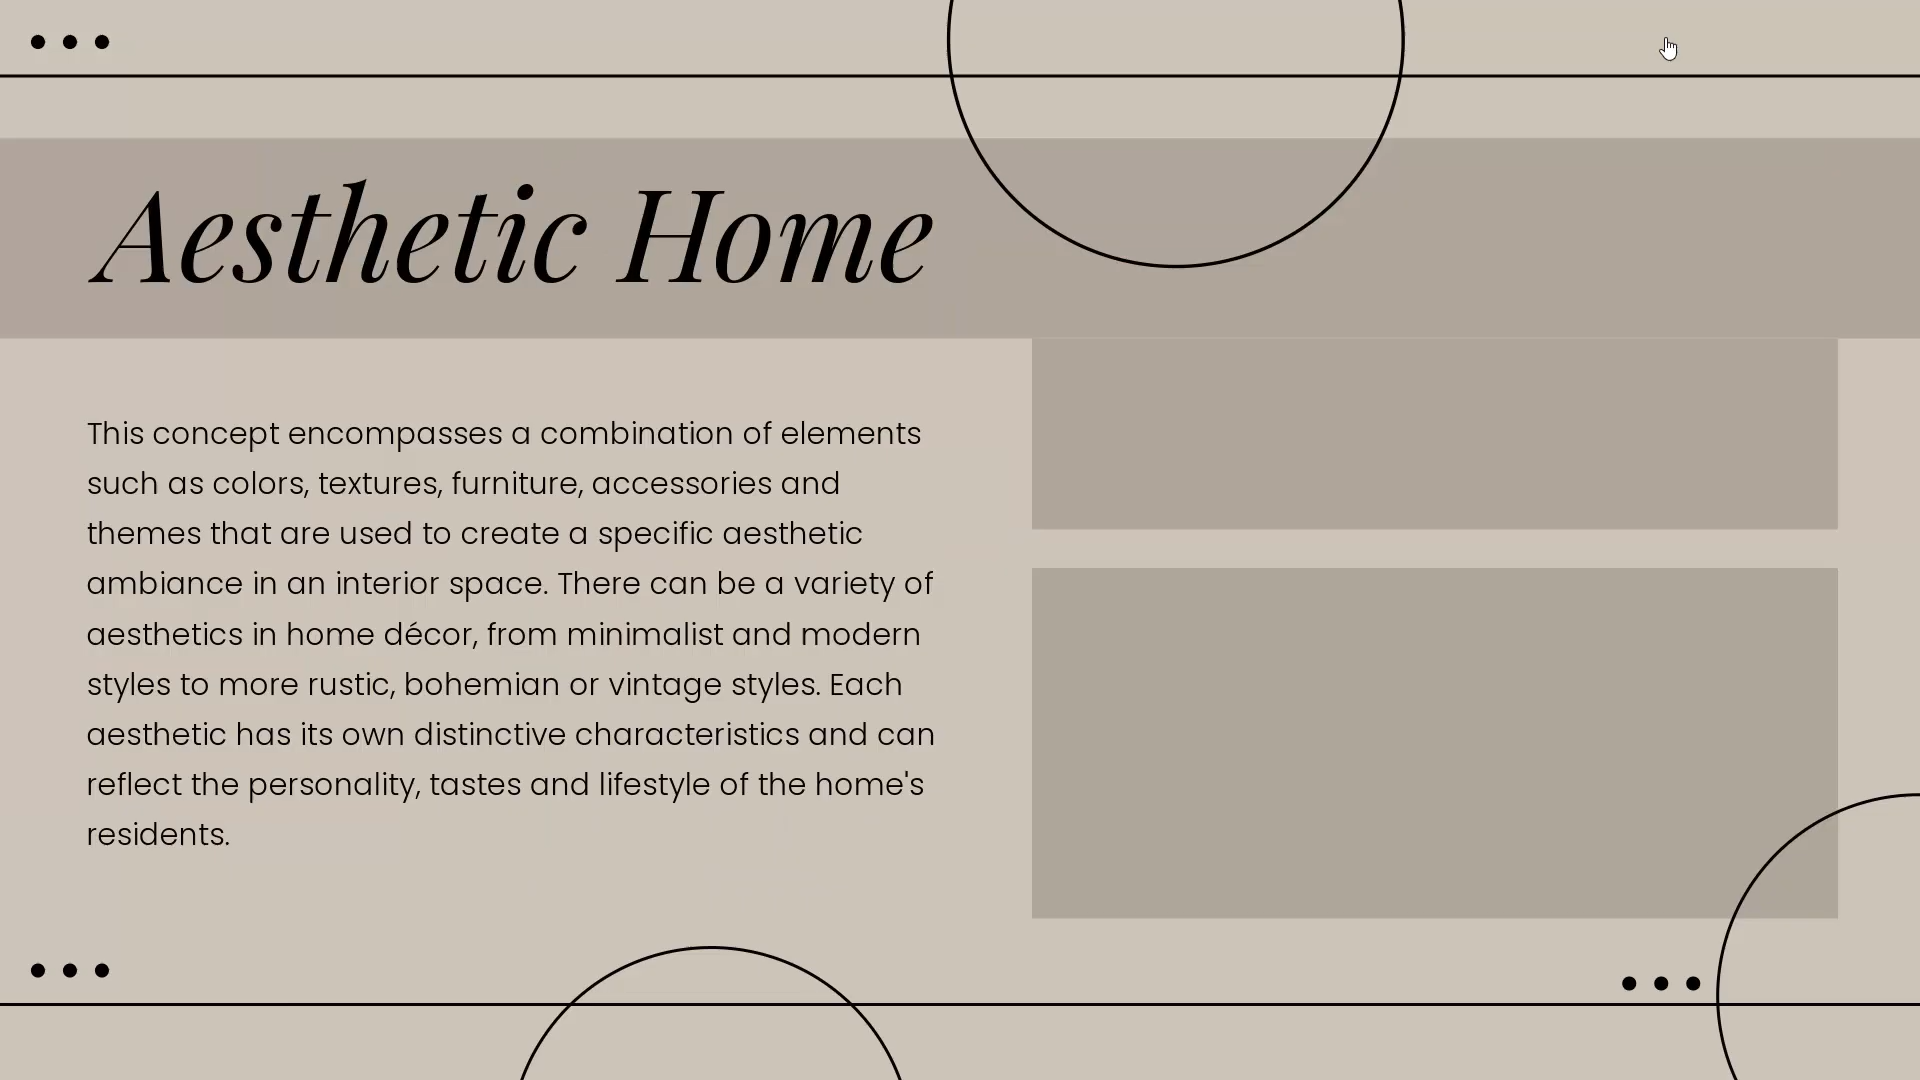 Aesthetic Home
This concept encompasses a combination of elements
such as colors, textures, furniture, accessories and
themes that are used to create a specific aesthetic
ambiance in an interior space. There can be a variety of
aesthetics in home décor, from minimalist and modern
styles to more rustic, bohemian or vintage styles. Each
aesthetic has its own distinctive characteristics and can
reflect the personality, tastes and lifestyle of the home's
residents.